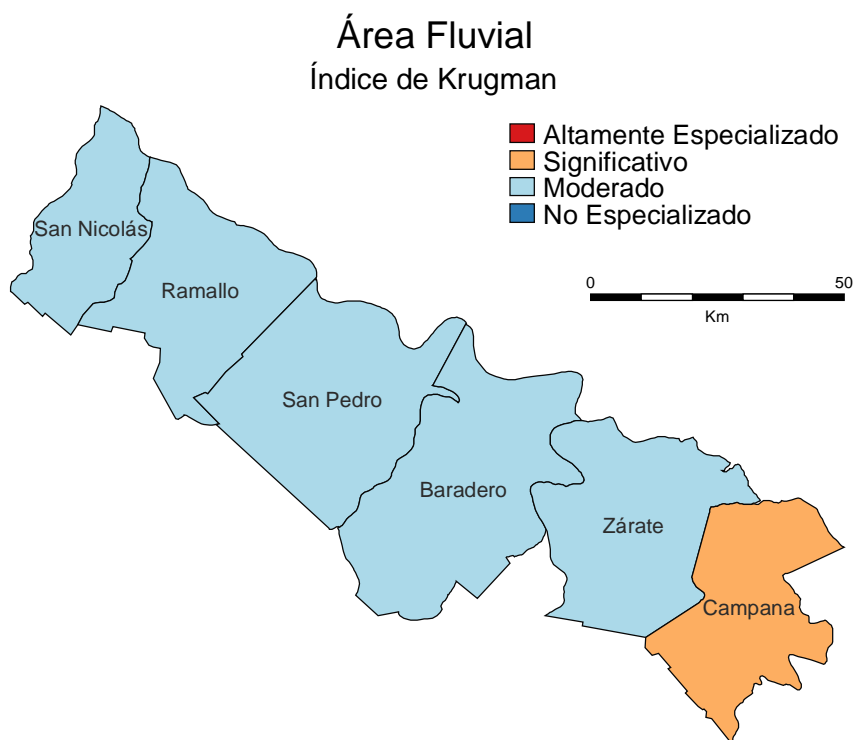 Área Fluvial
Índice de Krugman
Altamente Especializado
Significativo
Moderado
No Especializado
San Nicolás
Ramallo
0 50
Km
San Pedro
Baradero
Zárate
Campana